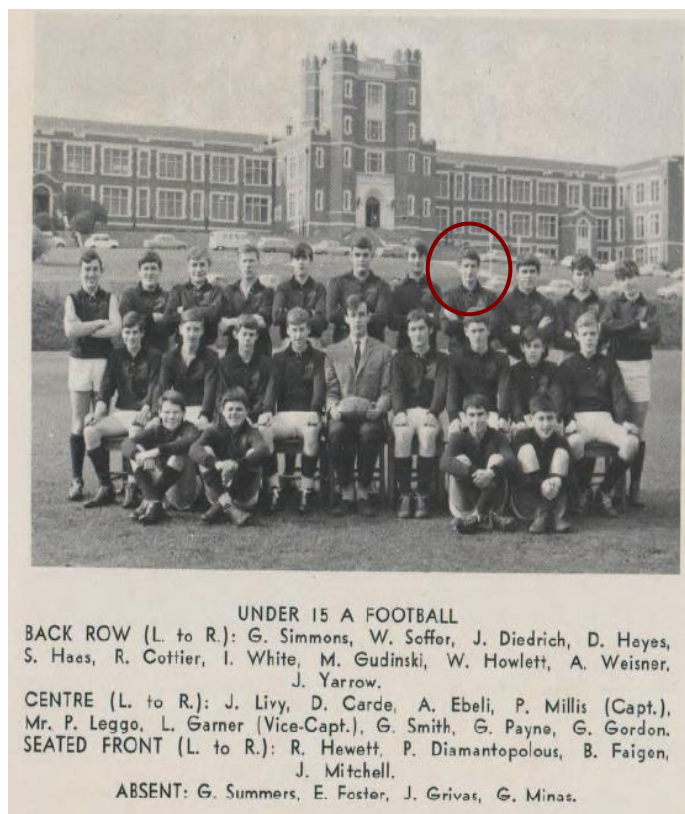 UNDER 15 A FOOTBALL
BACK ROW (L. to R.): G. Simmons, W. Soffer, J. Diedrich, D. Hayes,
S. Haas, R. Cottier, I. White, M. Gudinski, W. Howlett, A. Weisner,
J. Yarrow.
CENTRE (L. to R.): J. Livy, D. Carde, A. Ebeli, P. Millis (Capt.),
Mr. P. Leggo, L. Garner (Vice-Capt.), G. Smith, G. Payne, G. Gordon.
SEATED FRONT (L. to R.): R. Hewett, P. Diamantopolous, B. Faigen,
J. Mitchell.
ABSENT: G. Summers, E. Foster, J. Grivas, G. Minas.